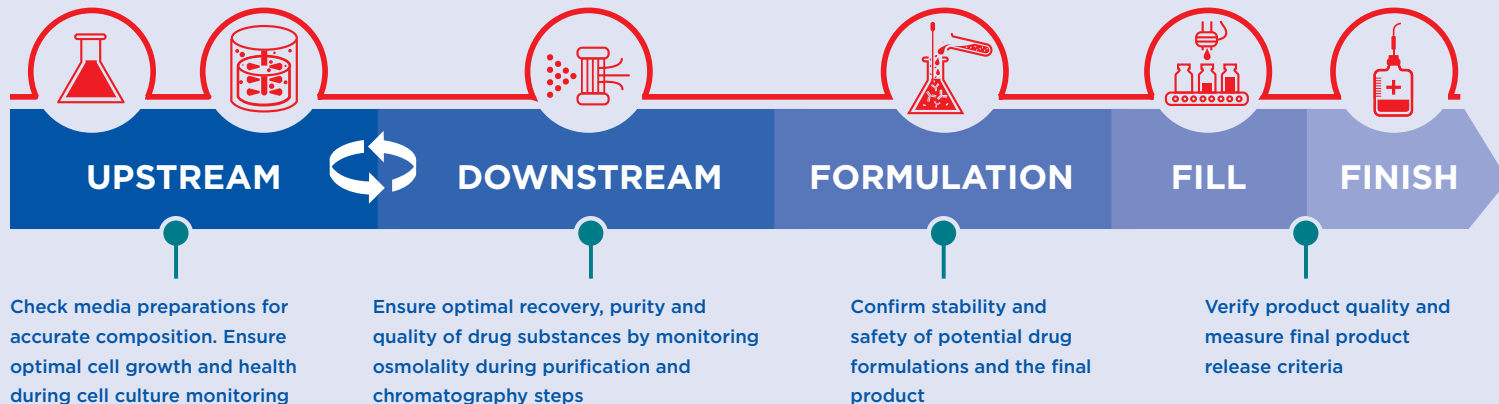 UPSTREAM
DOWNSTREAM
FORMULATION
FILL
FINISH
Check media preparations for
accurate composition. Ensure
optimal cell growth and health
during cell culture monitoring
Ensure optimal recovery, purity and
quality of drug substances by monitoring
osmolality during purification and
chromatography steps
Confirm stability and
safety of potential drug
formulations and the final
product
Verify product quality and
measure final product
release criteria